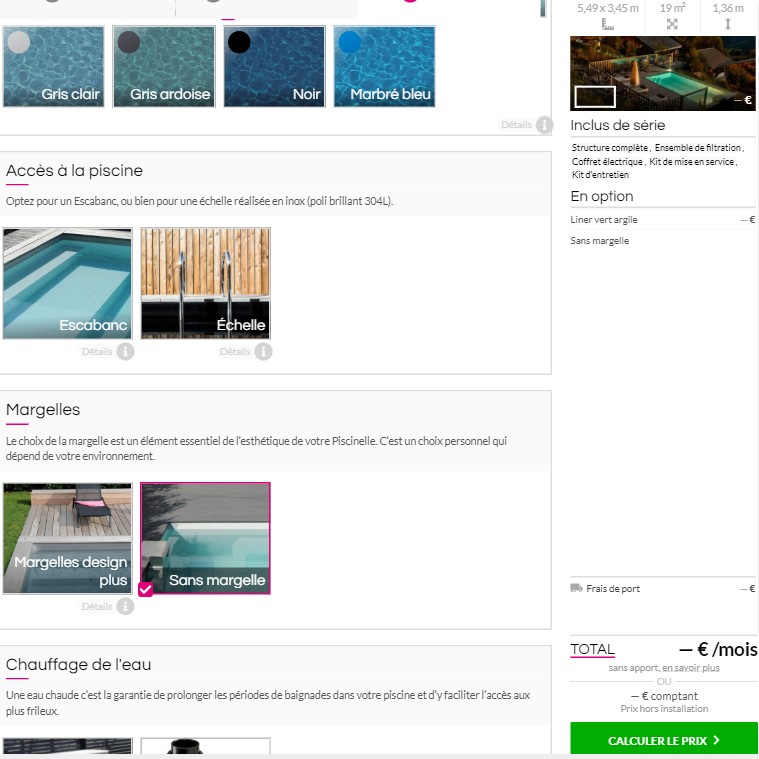 Gris clair
Gris ardoise
Noir
Marbré bleu
Détails
Accès à la piscine
Optez pour un Escabanc, ou bien pour une échelle réalisée en inox (poli brillant 304L).
Escabanc
Échelle
Détails
Détails
Margelles
Le choix de la margelle est un élément essentiel de l'esthétique de votre Piscinelle. C'est un choix personnel qui
dépend de votre environnement.
Margelles design
plus
Sans margelle
Détails
Chauffage de l'eau
Une eau chaude c'est la garantie de prolonger les périodes de baignades dans votre piscine et d'y faciliter l'accès aux
plus frileux.
5,49 x 3,45 m
19 m²
1,36 m
— €
Inclus de série
Structure complète , Ensemble de filtration ,
Coffret électrique , Kit de mise en service ,
Kit d'entretien
En option
Liner vert argile — €
Sans margelle
Frais de port — €
TOTAL — € /mois
sans apport, en savoir plus
OU
— € comptant
Prix hors installation
CALCULER LE PRIX